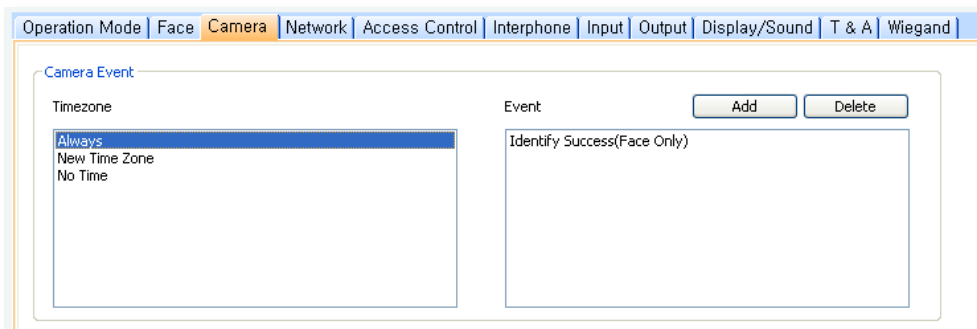 Operation Mode Face Camera Network Access Control Interphone Input Output Display/Sound T & A Wiegand
Camera Event
Timezone
Event
Add
Delete
Always
New Time Zone
No Time
Identify Success(Face Only)